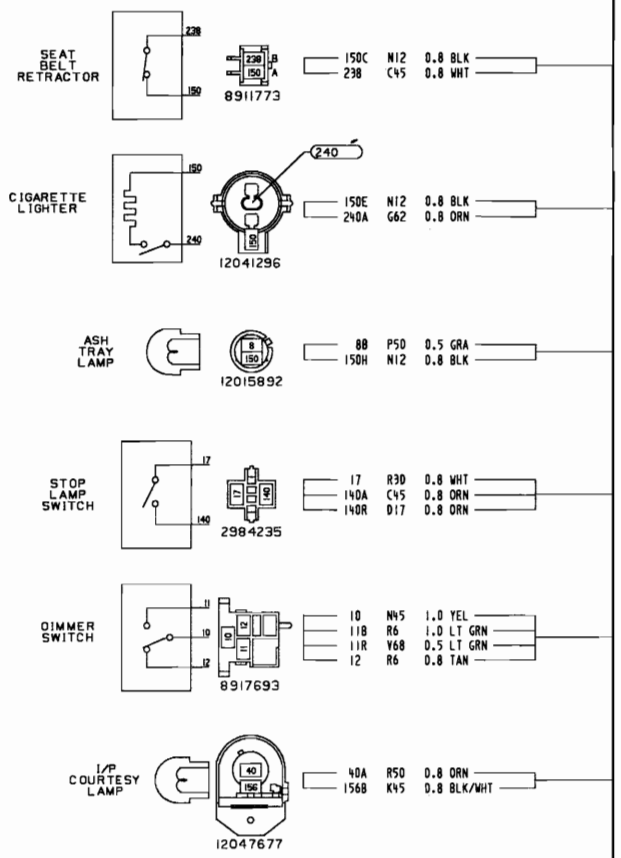 SEAT
BELT
RETRACTOR
238
150
238 B
150 A
8911773
150C N12 0.8 BLK
238 C45 0.8 WHT
CIGARETTE
LIGHTER
150
240
240
150
12041296
150E N12 0.8 BLK
240A G62 0.8 ORN
ASH
TRAY
LAMP
8
150
12015892
8B P50 0.5 GRA
150H N12 0.8 BLK
STOP
LAMP
SWITCH
17
140
17 140
2984235
17 R3D 0.8 WHT
140A C45 0.8 ORN
140R D17 0.8 ORN
DIMMER
SWITCH
11
10
12
10 12
11
8917693
10 N45 1.0 YEL
11B R6 1.0 LT GRN
11R V68 0.5 LT GRN
12 R6 0.8 TAN
I/P
COURTESY
LAMP
40
156
12047677
40A R50 0.8 ORN
156B K45 0.8 BLK/WHT